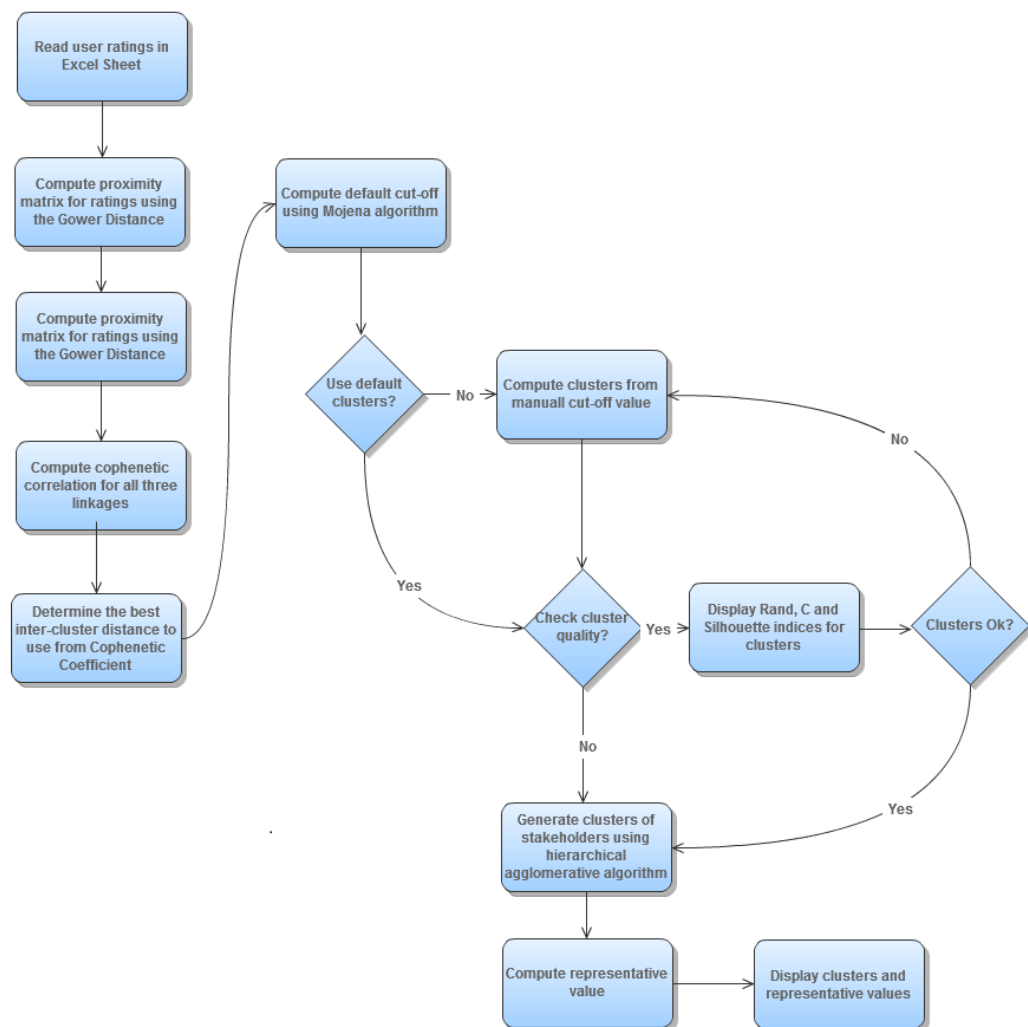 Read user ratings in
Excel Sheet
Compute proximity
matrix for ratings using
the Gower Distance
Compute proximity
matrix for ratings using
the Gower Distance
Compute cophenetic
correlation for all three
linkages
Determine the best
inter-cluster distance to
use from Cophenetic
Coefficient
Compute default cut-off
using Mojena algorithm
Use default
clusters?
No
Compute clusters from
manuall cut-off value
No
Yes
Check cluster
quality?
Yes
Display Rand, C and
Silhouette indices for
clusters
Clusters Ok?
No
Yes
Generate clusters of
stakeholders using
hierarchical
agglomerative algorithm
Compute representative
value
Display clusters and
representative values